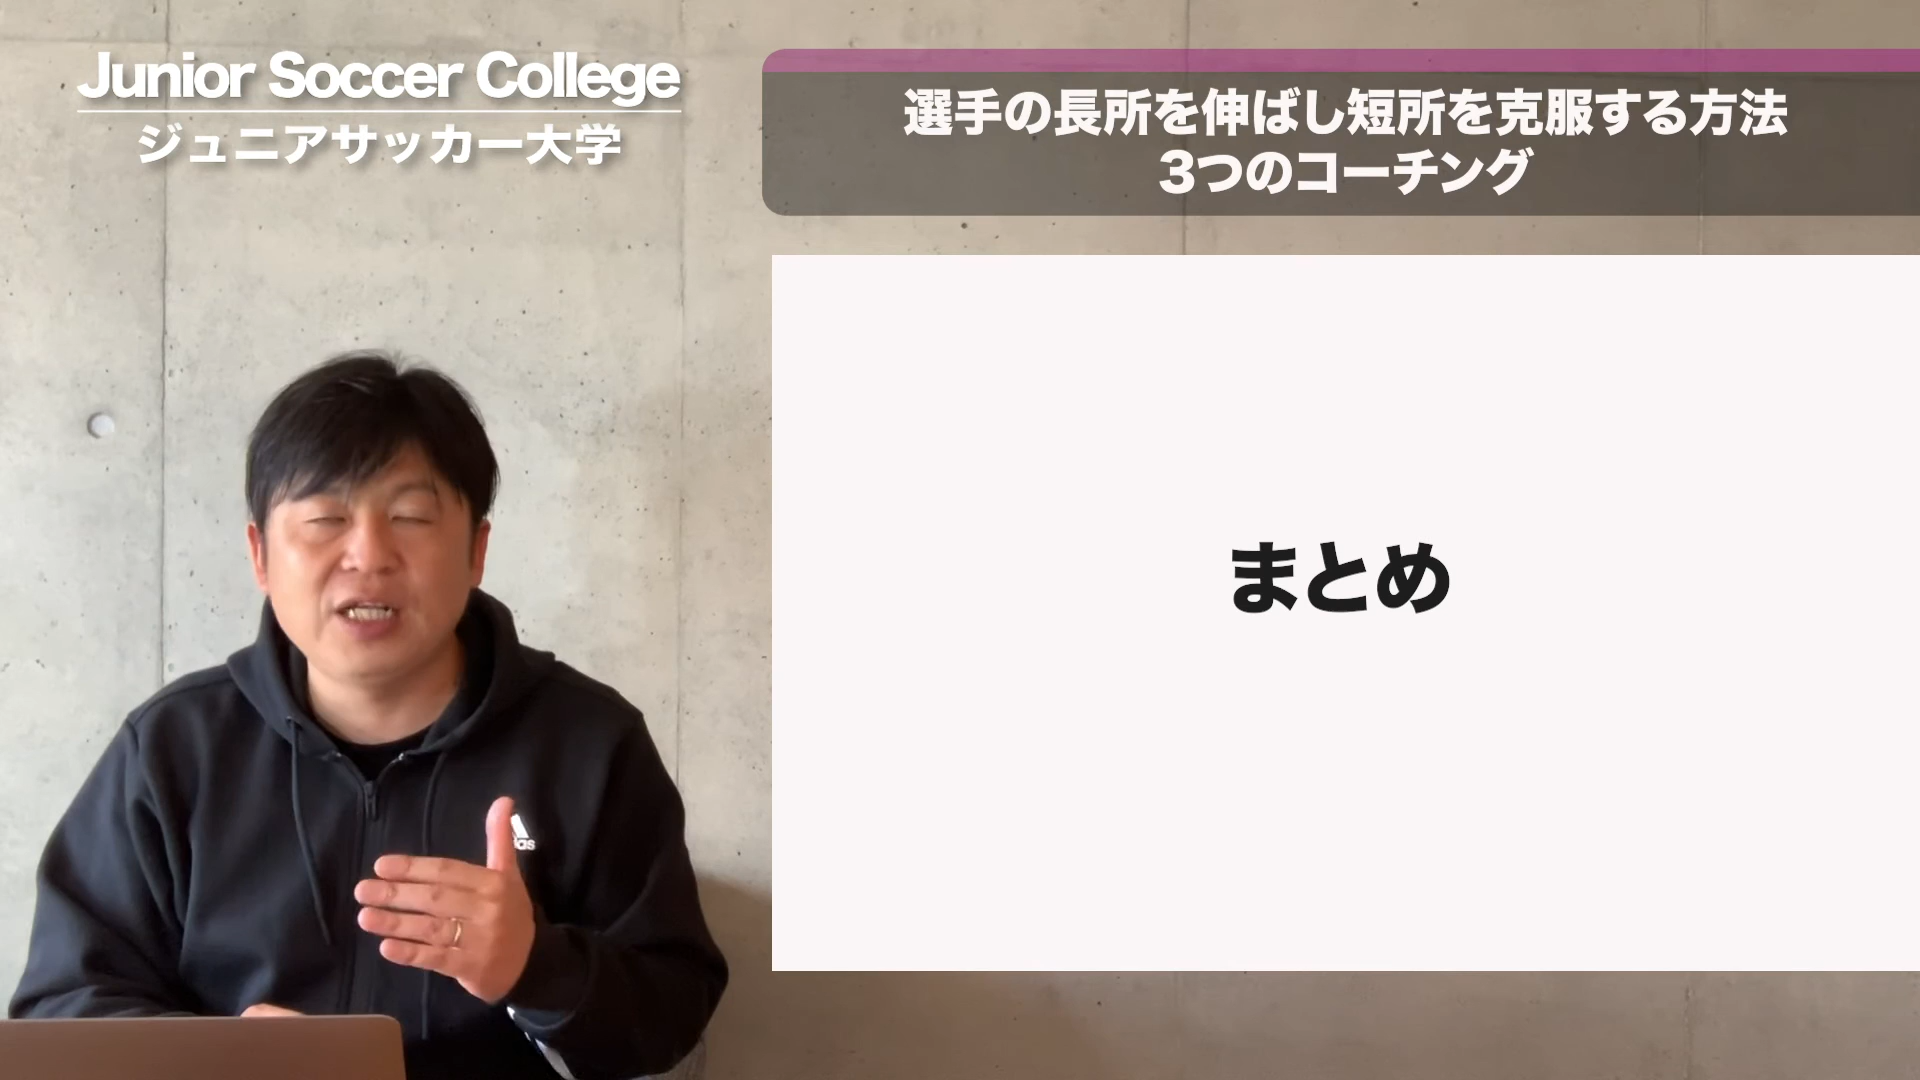 Junior Soccer College
ジュニアサッカー大学
選手の長所を伸ばし短所を克服する方法
3つのコーチング
まとめ